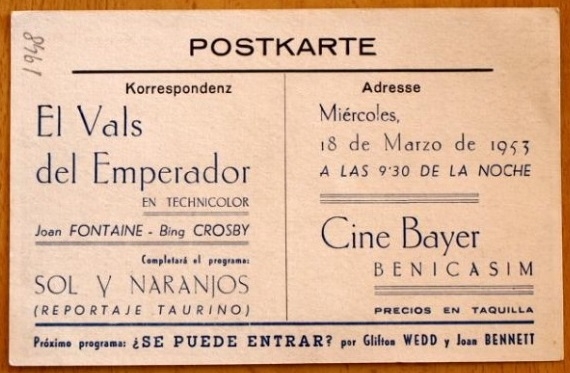 1948
POSTKARTE
Korrespondenz
El Vals
del Emperador
EN TECHNICOLOR
Joan FONTAINE - Bing CROSBY
Completará el programa:
SOL Y NARANJOS
(REPORTAJE TAURINO)
Adresse
Miércoles,
18 de Marzo de 1953
A LAS 9'30 DE LA NOCHE
Cine Bayer
BENICASIM
PRECIOS EN TAQUILLA
Próximo programa: ¿SE PUEDE ENTRAR? por Glifton WEDD y Joan BENNETT